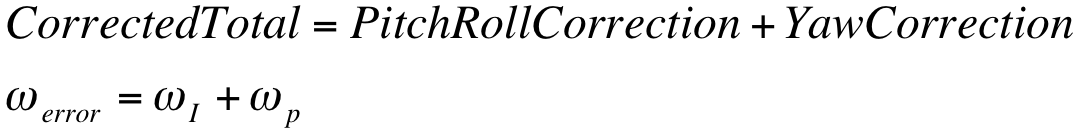 CorrectedTotal = PitchRollCorrection + YawCorrection
ω_error = ω_I + ω_p